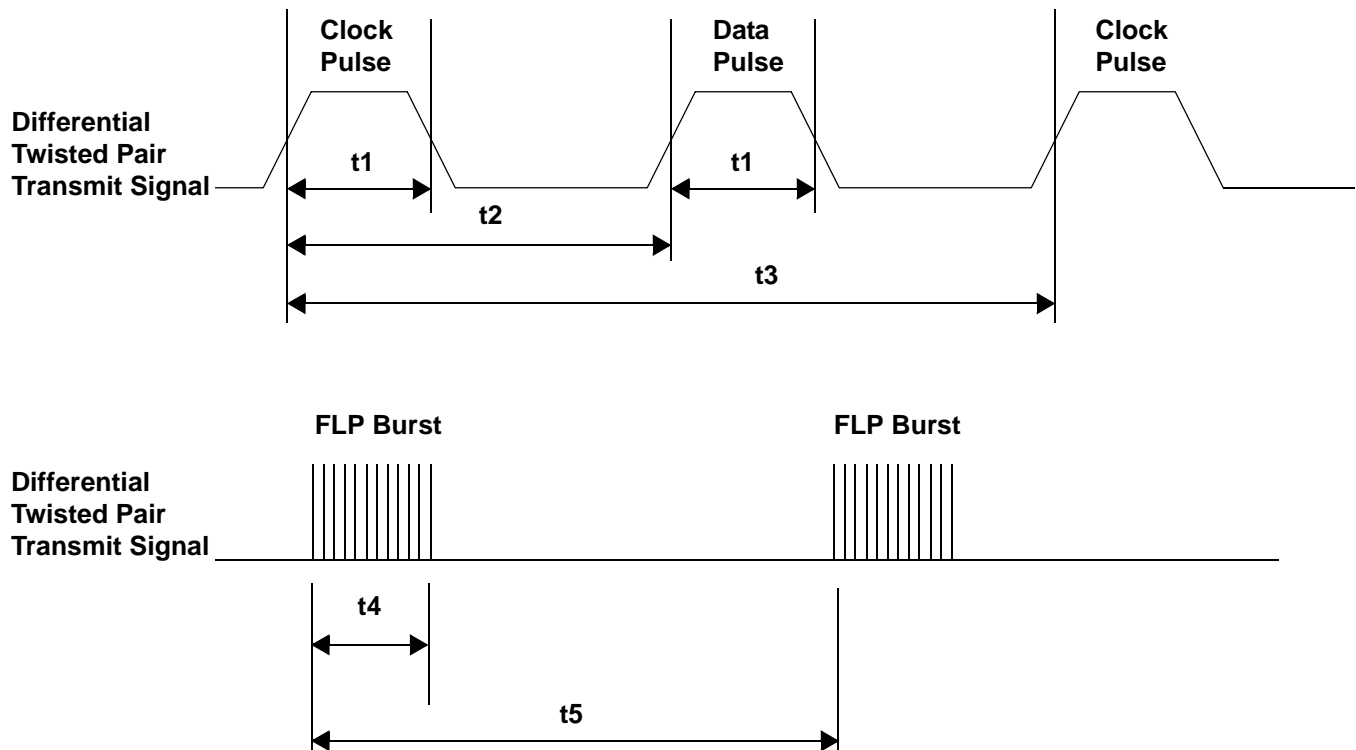 Clock
Pulse
Data
Pulse
Clock
Pulse
Differential
Twisted Pair
Transmit Signal
t1
t1
t2
t3
FLP Burst
FLP Burst
Differential
Twisted Pair
Transmit Signal
t4
t5